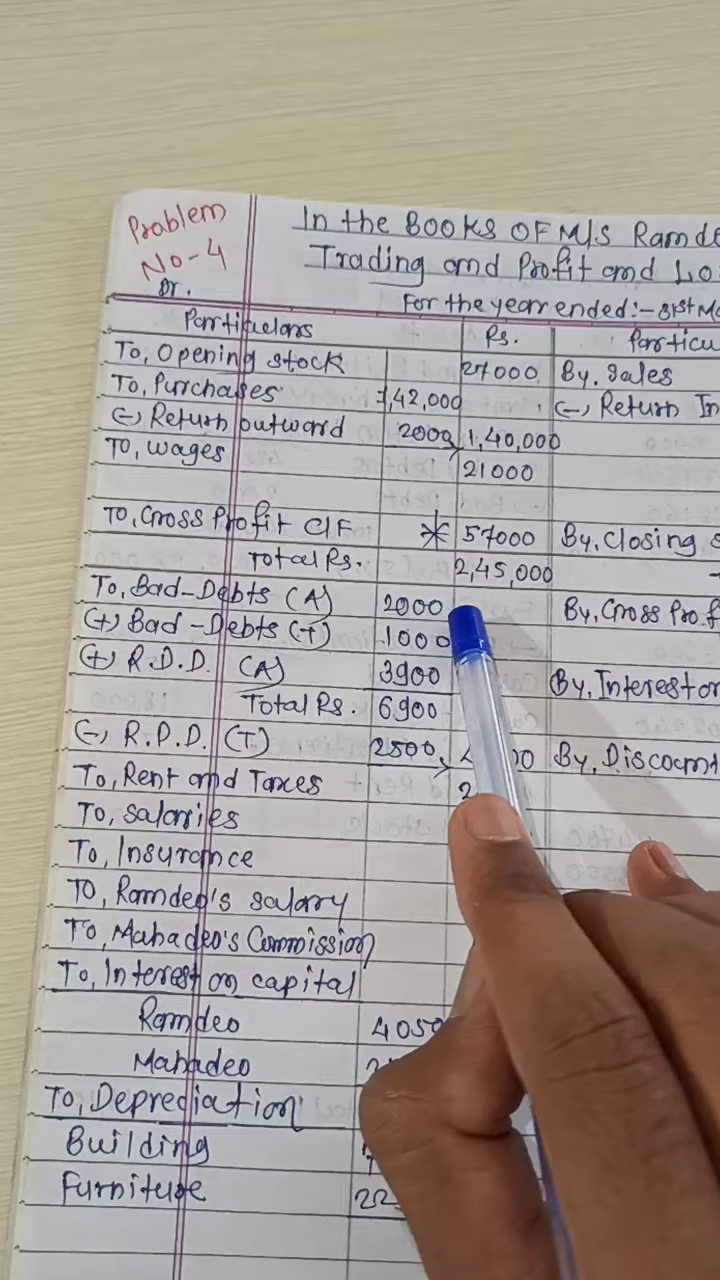 Problem No-4
In the Books OF M/s Ramde
Trading and Profit and Lo
For the year ended:- 31st Ma
Dr.
Particulars Rs. Particu
To, Opening stock 27000 By, Sales
To, Purchases 1,42,000 (-) Return In
(-) Return outward 2000 1,40,000
To, wages 21000
To, Gross Profit C/F * 57000 By, Closing s
Total Rs. 2,45,000
To, Bad-Debts (A) 2000 By, Gross Prof
(+) Bad-Debts (T) 1000
(+) R.D.D. (A) 3900 By, Interest on
Total Rs. 6,900
(-) R.D.D. (T) 2500 By, Discount
To, Rent and Taxes
To, Salaries
To, Insurance
To, Ramdeo's salary
To, Mahadeo's Commission
To, Interest on capital
Ramdeo 4050
Mahadeo
To, Depreciation
Building
Furniture